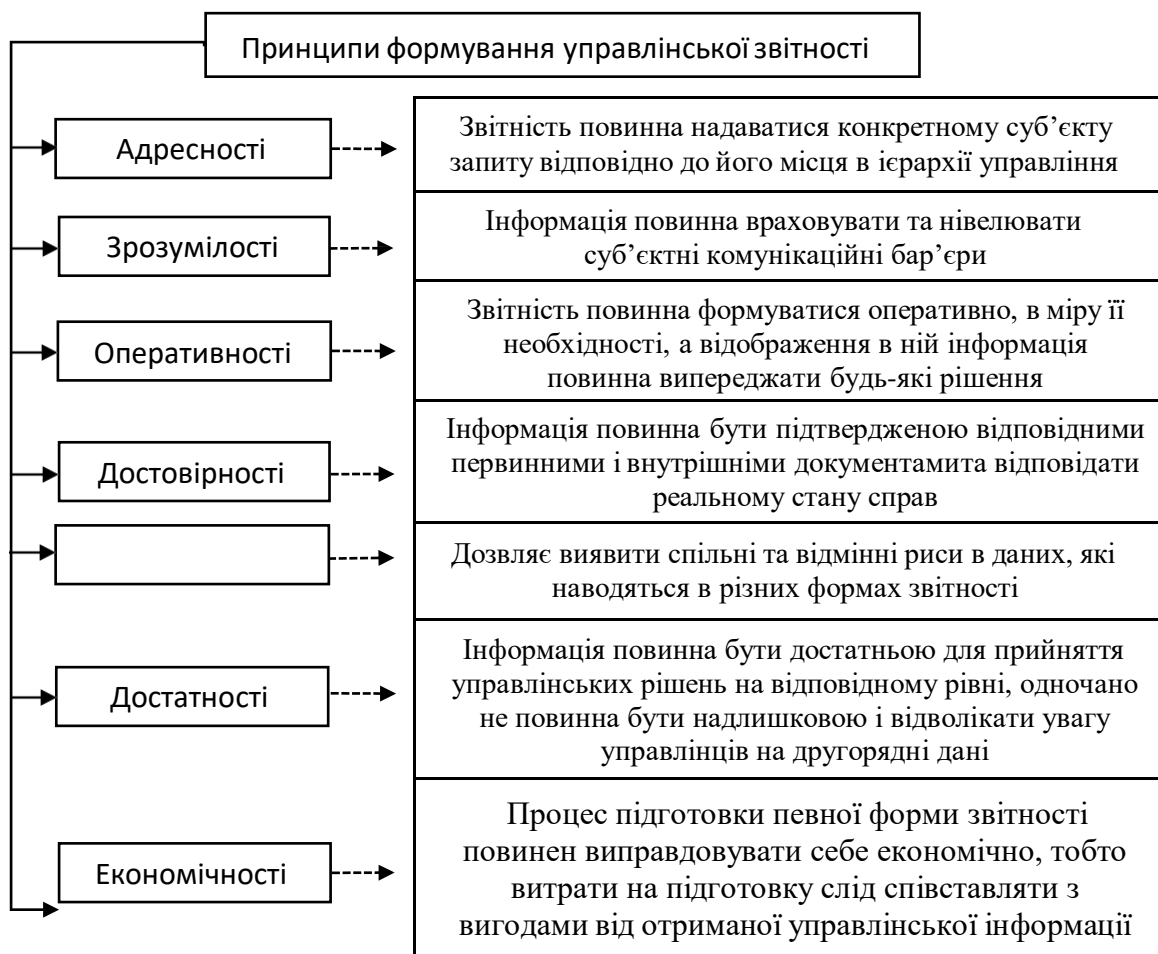 Принципи формування управлінської звітності
Адресності
Звітність повинна надаватися конкретному суб’єкту
запиту відповідно до його місця в ієрархії управління
Зрозумілості
Інформація повинна враховувати та нівелювати
суб’єктні комунікаційні бар’єри
Оперативності
Звітність повинна формуватися оперативно, в міру її
необхідності, а відображення в ній інформація
повинна випереджати будь-які рішення
Достовірності
Інформація повинна бути підтвердженою відповідними
первинними і внутрішніми документамита відповідати
реальному стану справ
Дозвляє виявити спільні та відмінні риси в даних, які
наводяться в різних формах звітності
Достатності
Інформація повинна бути достатньою для прийняття
управлінських рішень на відповідному рівні, одночано
не повинна бути надлишковою і відволікати увагу
управлінців на другорядні дані
Економічності
Процес підготовки певної форми звітності
повинен виправдовувати себе економічно, тобто
витрати на підготовку слід співставляти з
вигодами від отриманої управлінської інформації